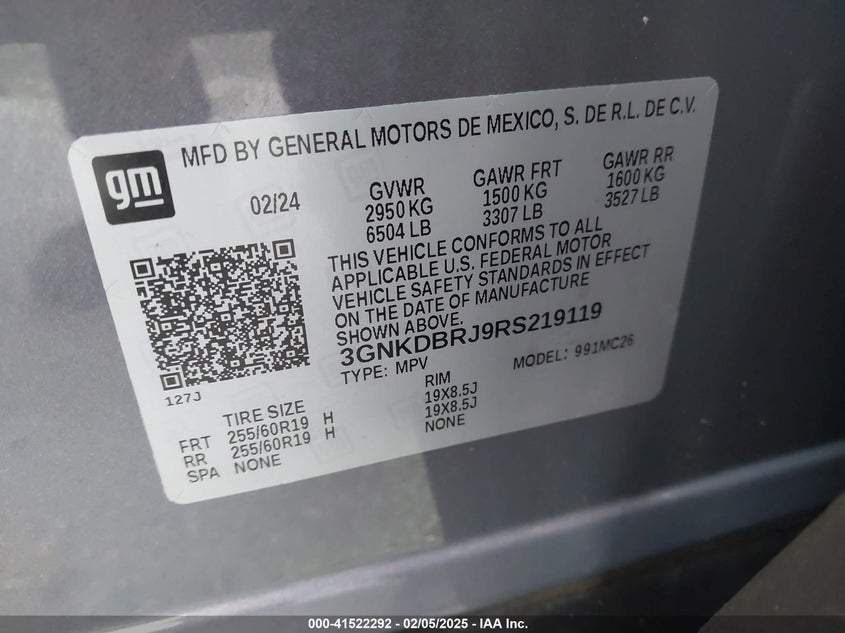 MFD BY GENERAL MOTORS DE MEXICO, S. DE R.L. DE C.V.
gm
02/24
GVWR
2950 KG
6504 LB
GAWR FRT
1500 KG
3307 LB
GAWR RR
1600 KG
3527 LB
THIS VEHICLE CONFORMS TO ALL
APPLICABLE U.S. FEDERAL MOTOR
VEHICLE SAFETY STANDARDS IN EFFECT
ON THE DATE OF MANUFACTURE
SHOWN ABOVE.
3GNKDBRJ9RS219119
TYPE: MPV
MODEL: 991MC26
127J
TIRE SIZE
RIM
FRT 255/60R19 H 19X8.5J
RR 255/60R19 H 19X8.5J
SPA NONE NONE
000-41522292 - 02/05/2025 - IAA Inc.